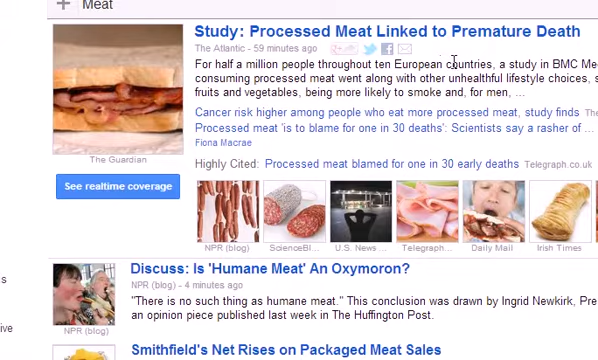 Meat
Study: Processed Meat Linked to Premature Death
The Atlantic - 59 minutes ago
For half a million people throughout ten European countries, a study in BMC Me
consuming processed meat went along with other unhealthful lifestyle choices, s
fruits and vegetables, being more likely to smoke and, for men, ...
Cancer risk higher among people who eat more processed meat, study finds The
Processed meat 'is to blame for one in 30 deaths': Scientists say a rasher of ...
Fiona Macrae
The Guardian
Highly Cited: Processed meat blamed for one in 30 early deaths Telegraph.co.uk
See realtime coverage
NPR (blog) ScienceBl... U.S. News ... Telegraph... Daily Mail Irish Times
Discuss: Is 'Humane Meat' An Oxymoron?
NPR (blog) - 4 minutes ago
"There is no such thing as humane meat." This conclusion was drawn by Ingrid Newkirk, Pre
an opinion piece published last week in The Huffington Post.
NPR (blog)
s
ive
Smithfield's Net Rises on Packaged Meat Sales